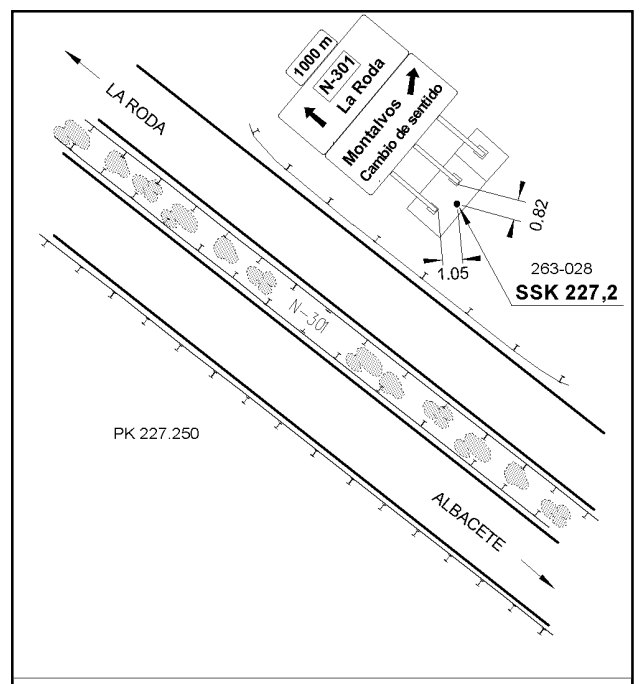 1000 m
N-301
La Roda
Montalvos
Cambio de sentido
LA RODA
0.82
1.05
263-028
SSK 227,2
N-301
PK 227.250
ALBACETE